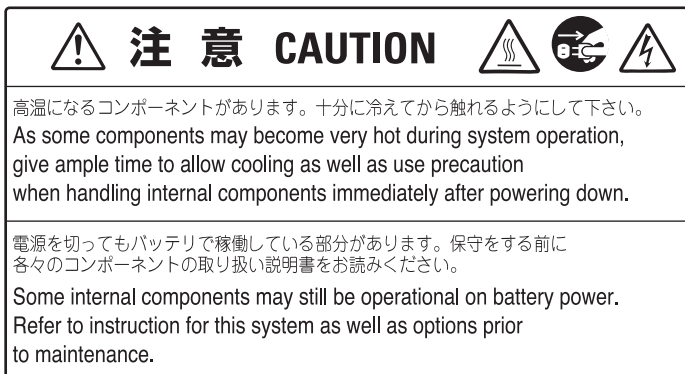 注 意 CAUTION
高温になるコンポーネントがあります。十分に冷えてから触れるようにして下さい。
As some components may become very hot during system operation,
give ample time to allow cooling as well as use precaution
when handling internal components immediately after powering down.
電源を切ってもバッテリで稼働している部分があります。保守をする前に
各々のコンポーネントの取り扱い説明書をお読みください。
Some internal components may still be operational on battery power.
Refer to instruction for this system as well as options prior
to maintenance.